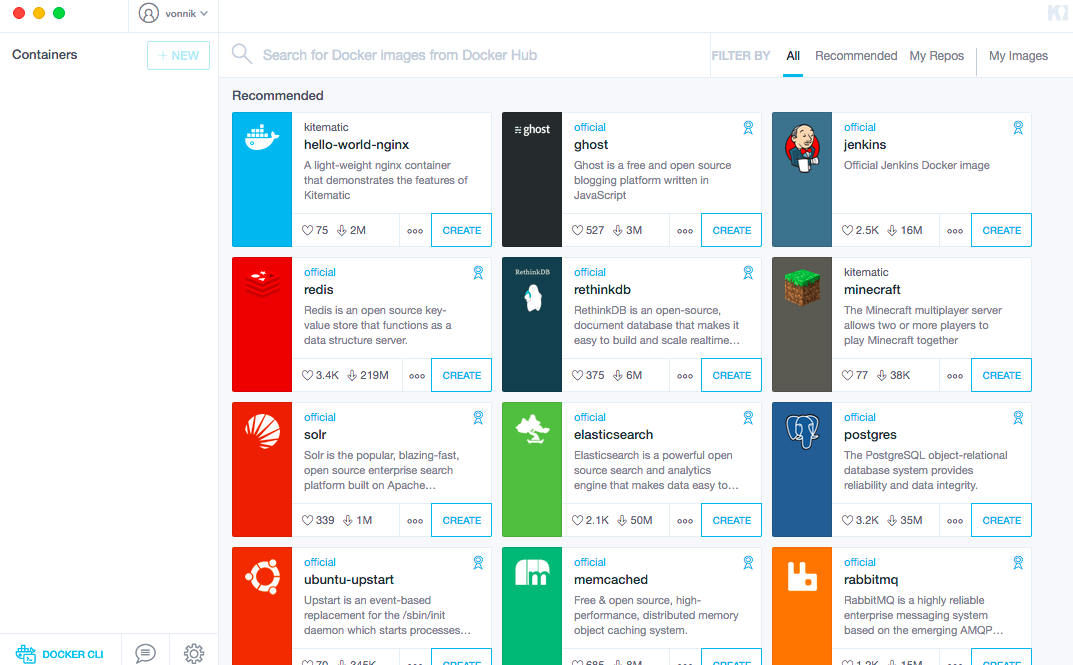 vonnik
Containers
+ NEW
Search for Docker images from Docker Hub
FILTER BY
All
Recommended
My Repos
My Images
Recommended
kitematic
hello-world-nginx
A light-weight nginx container
that demonstrates the features of
Kitematic
75
2M
CREATE
ghost
official
ghost
Ghost is a free and open source
blogging platform written in
JavaScript
527
3M
CREATE
official
jenkins
Official Jenkins Docker image
2.5K
16M
CREATE
official
redis
Redis is an open source key-
value store that functions as a
data structure server.
3.4K
219M
CREATE
RethinkDB
official
rethinkdb
RethinkDB is an open-source,
document database that makes it
easy to build and scale realtime...
375
6M
CREATE
kitematic
minecraft
The Minecraft multiplayer server
allows two or more players to
play Minecraft together
77
38K
CREATE
official
solr
Solr is the popular, blazing-fast,
open source enterprise search
platform built on Apache...
339
1M
CREATE
official
elasticsearch
Elasticsearch is a powerful open
source search and analytics
engine that makes data easy to...
2.1K
50M
CREATE
official
postgres
The PostgreSQL object-relational
database system provides
reliability and data integrity.
3.2K
35M
CREATE
official
ubuntu-upstart
Upstart is an event-based
replacement for the /sbin/init
daemon which starts processes...
70
345K
CREATE
official
memcached
Free & open source, high-
performance, distributed memory
object caching system.
685
8M
CREATE
official
rabbitmq
RabbitMQ is a highly reliable
enterprise messaging system
based on the emerging AMQP...
1.2K
15M
CREATE
DOCKER CLI